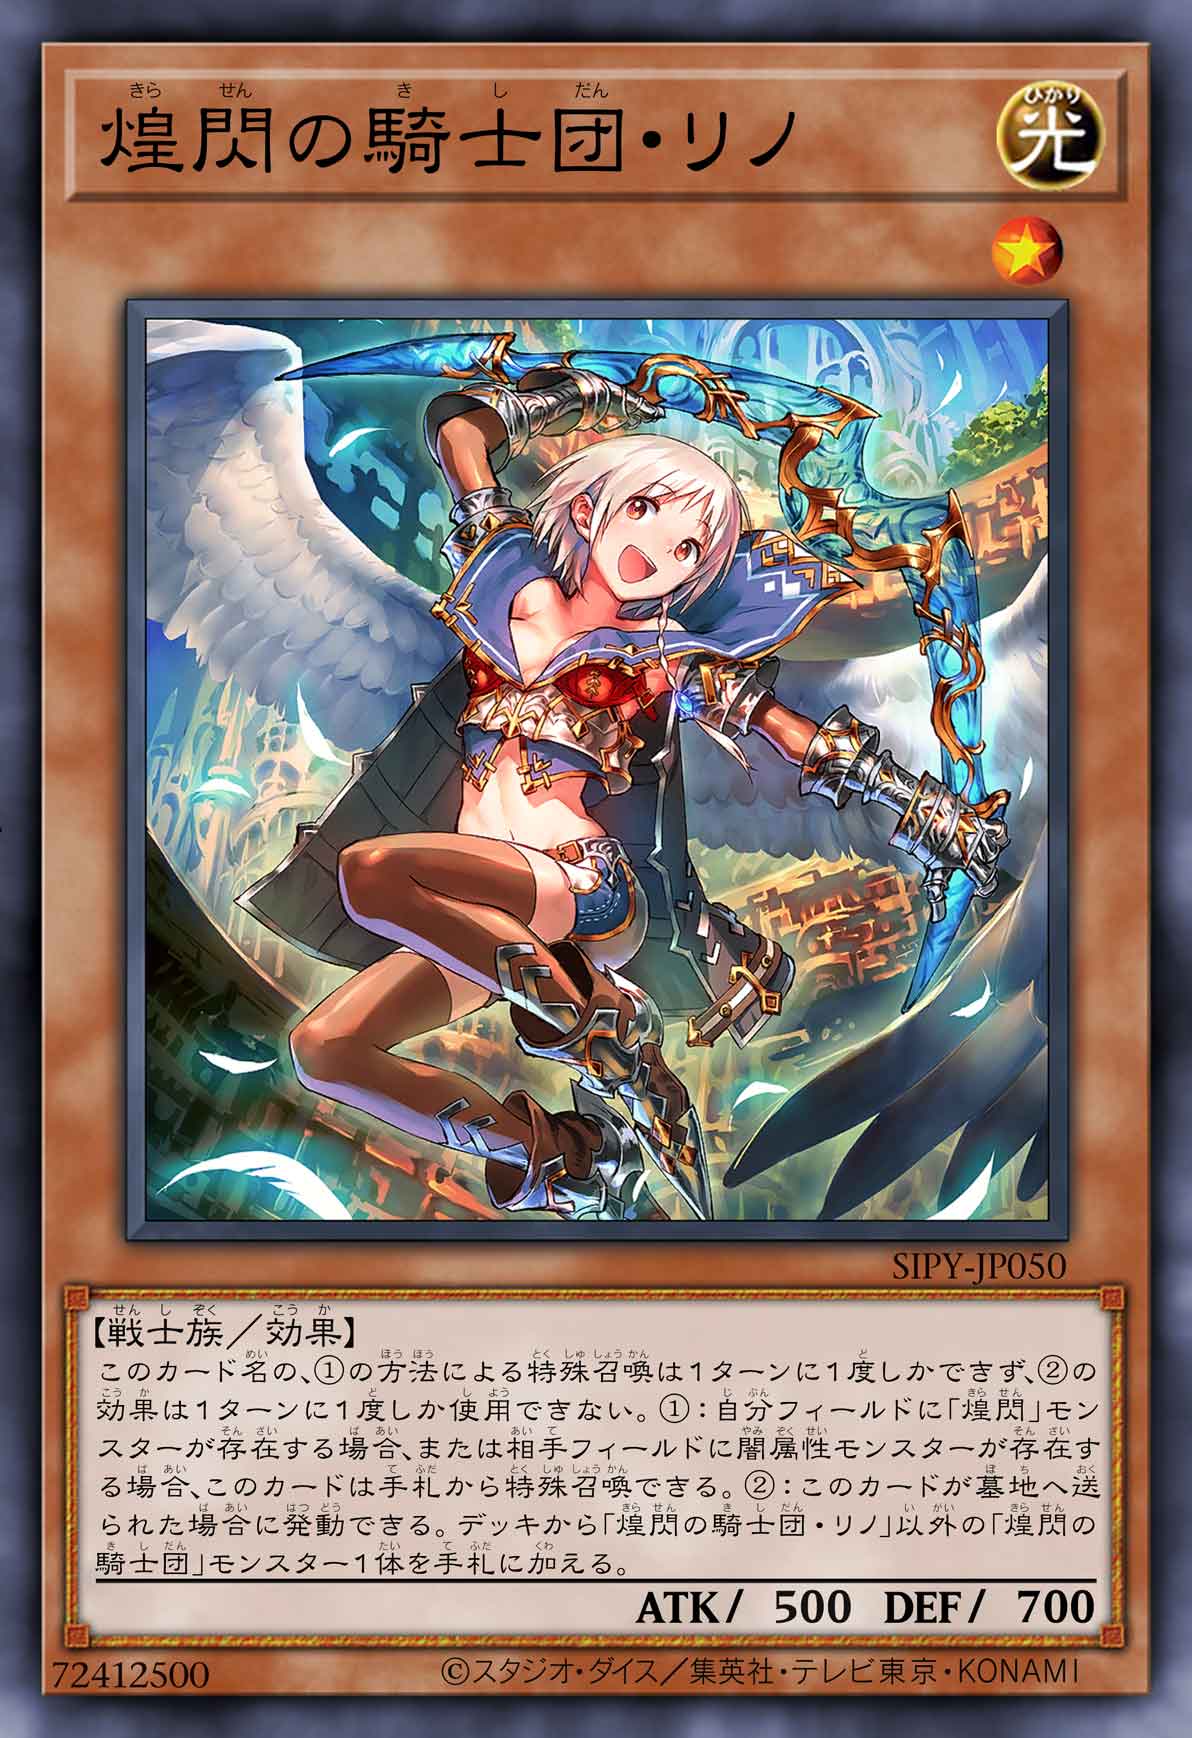 煌閃の騎士団・リノ
光
SIPY-JP050
【戦士族／効果】
このカード名の、①の方法による特殊召喚は１ターンに１度しかできず、②の
効果は１ターンに１度しか使用できない。①：自分フィールドに「煌閃」モン
スターが存在する場合、または相手フィールドに闇属性モンスターが存在す
る場合、このカードは手札から特殊召喚できる。②：このカードが墓地へ送
られた場合に発動できる。デッキから「煌閃の騎士団・リノ」以外の「煌閃の
騎士団」モンスター１体を手札に加える。
ATK/ 500 DEF/ 700
72412500 ©スタジオ・ダイス／集英社・テレビ東京・KONAMI